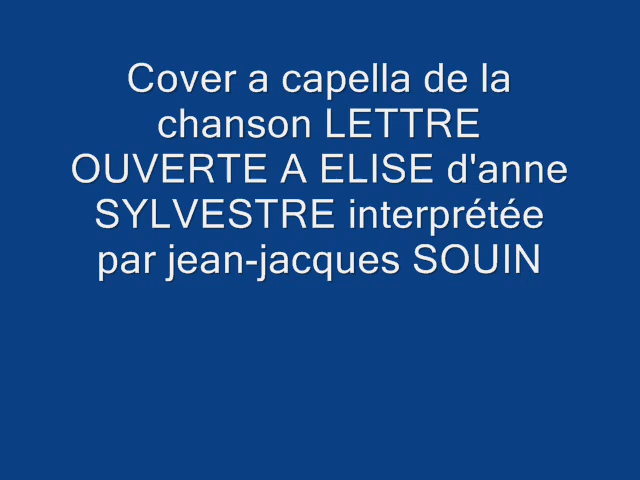 Cover a capella de la
chanson LETTRE
OUVERTE A ELISE d'anne
SYLVESTRE interprétée
par jean-jacques SOUIN